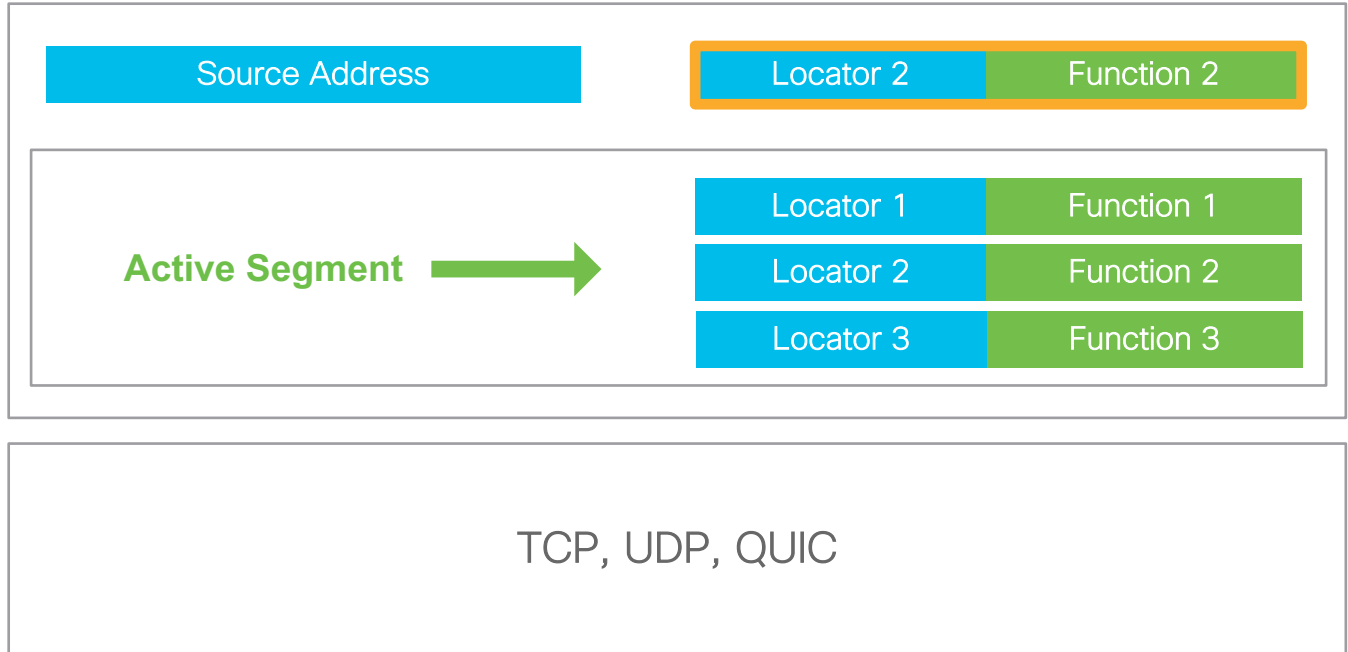 Source Address
Locator 2 Function 2
Locator 1 Function 1
Active Segment
Locator 2 Function 2
Locator 3 Function 3
TCP, UDP, QUIC